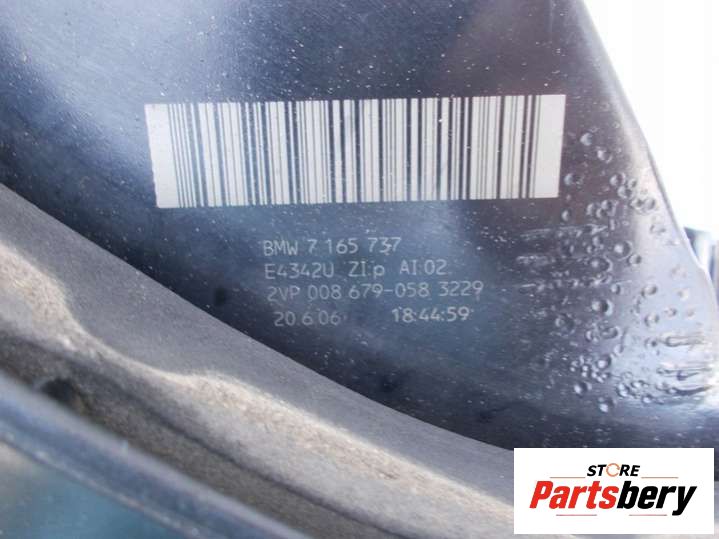 BMW 7 165 737
E4342U ZI:p AI:02
2VP 008 679-058 3229
20.6.06 18:44:59
STORE
Partsbery